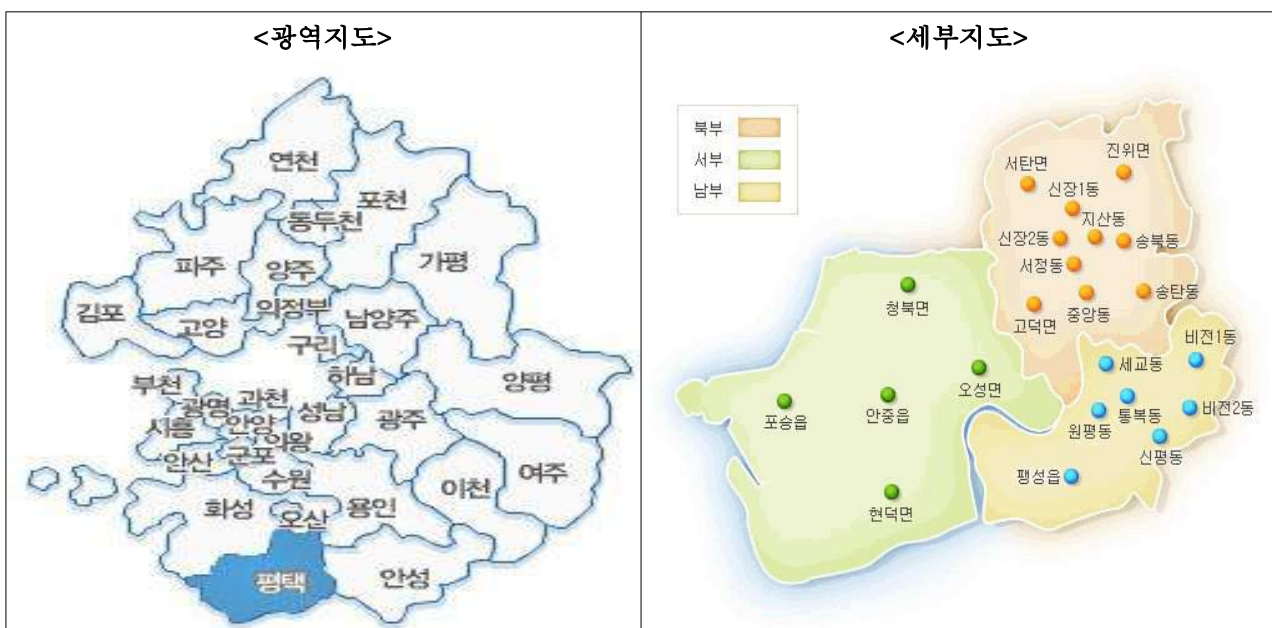 <광역지도>
연천
포천
동두천
파주
양주
가평
김포
고양
의정부
남양주
구리
하남
양평
부천
광명
과천
성남
광주
시흥
안양
의왕
안산
군포
수원
이천
여주
화성
오산
용인
평택
안성
<세부지도>
북부
서부
남부
진위면
서탄면
신장1동
지산동
신장2동
송북동
서정동
송탄동
중앙동
고덕면
청북면
비전1동
세교동
오성면
포승읍
안중읍
통복동
비전2동
원평동
신평동
팽성읍
현덕면